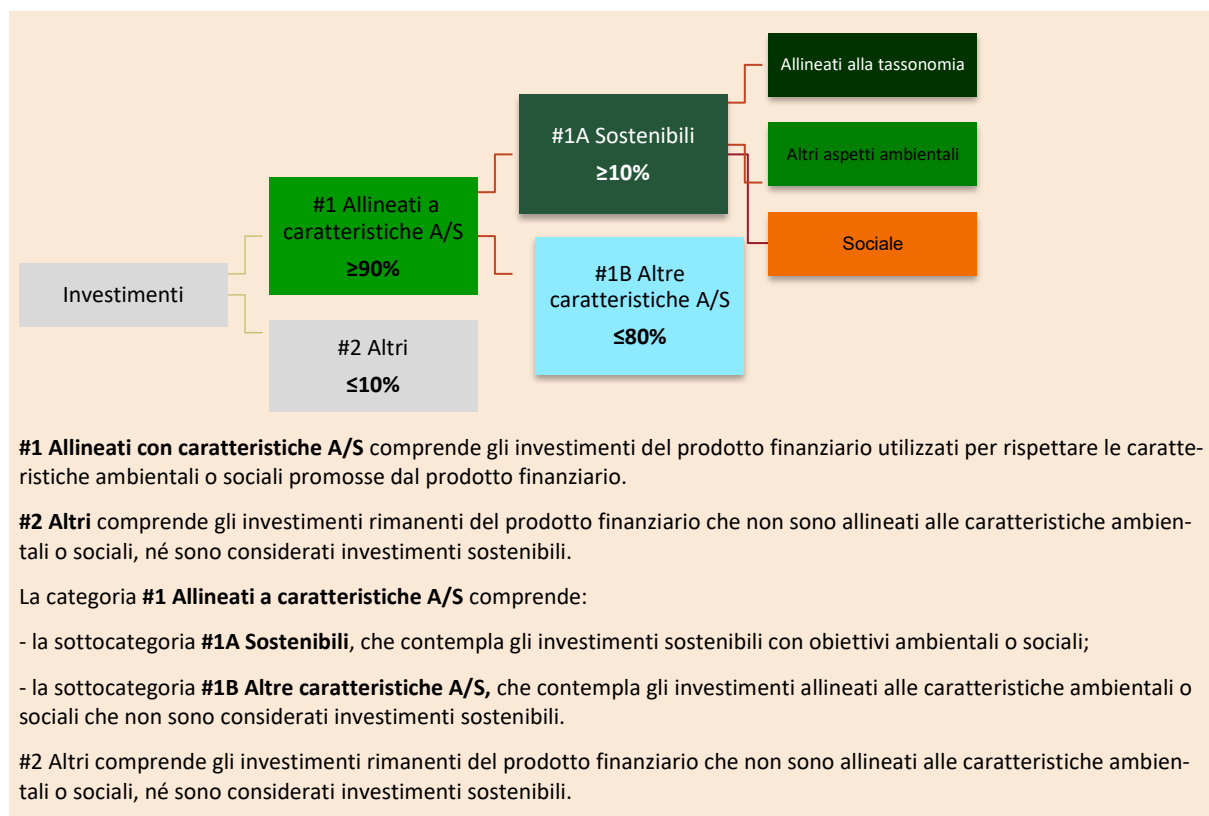 Allineati alla tassonomia
#1A Sostenibili
≥10%
Altri aspetti ambientali
#1 Allineati a
caratteristiche A/S
≥90%
Sociale
#1B Altre
caratteristiche A/S
≤80%
Investimenti
#2 Altri
≤10%
#1 Allineati con caratteristiche A/S comprende gli investimenti del prodotto finanziario utilizzati per rispettare le caratte-
ristiche ambientali o sociali promosse dal prodotto finanziario.
#2 Altri comprende gli investimenti rimanenti del prodotto finanziario che non sono allineati alle caratteristiche ambien-
tali o sociali, né sono considerati investimenti sostenibili.
La categoria #1 Allineati a caratteristiche A/S comprende:
- la sottocategoria #1A Sostenibili, che contempla gli investimenti sostenibili con obiettivi ambientali o sociali;
- la sottocategoria #1B Altre caratteristiche A/S, che contempla gli investimenti allineati alle caratteristiche ambientali o
sociali che non sono considerati investimenti sostenibili.
#2 Altri comprende gli investimenti rimanenti del prodotto finanziario che non sono allineati alle caratteristiche ambien-
tali o sociali, né sono considerati investimenti sostenibili.